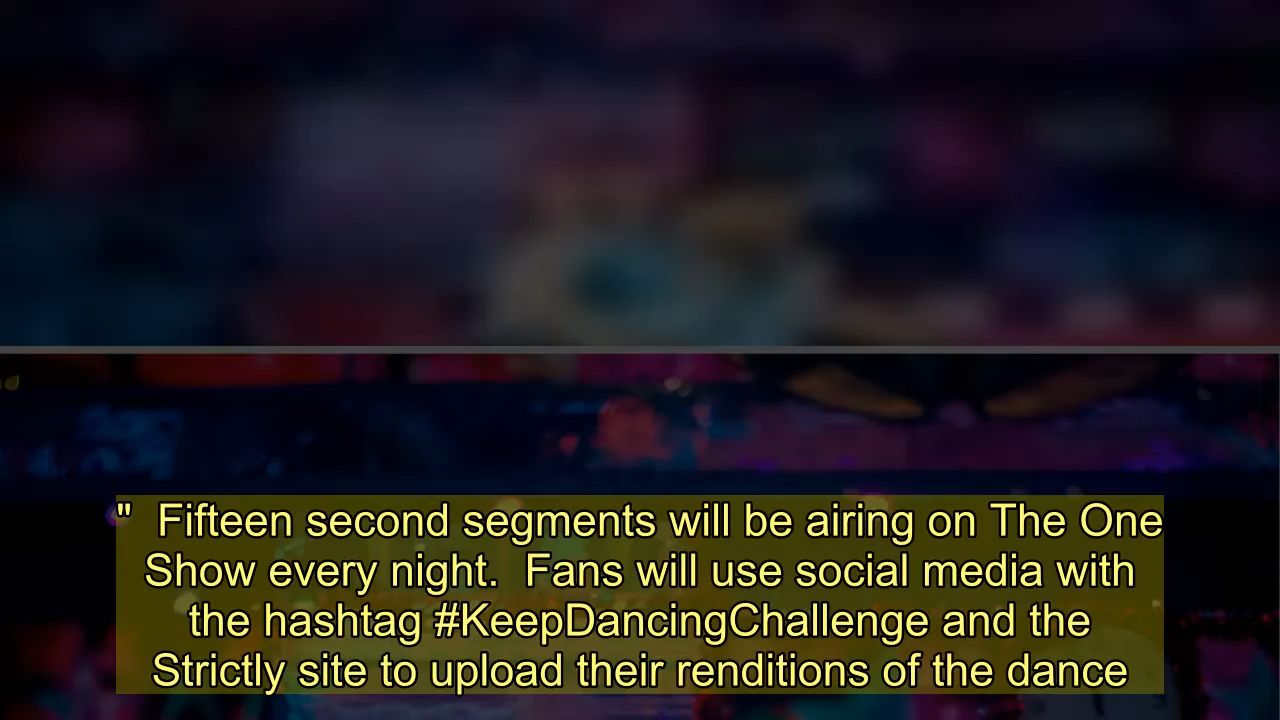 "  Fifteen second segments will be airing on The One
Show every night.  Fans will use social media with
the hashtag #KeepDancingChallenge and the
Strictly site to upload their renditions of the dance